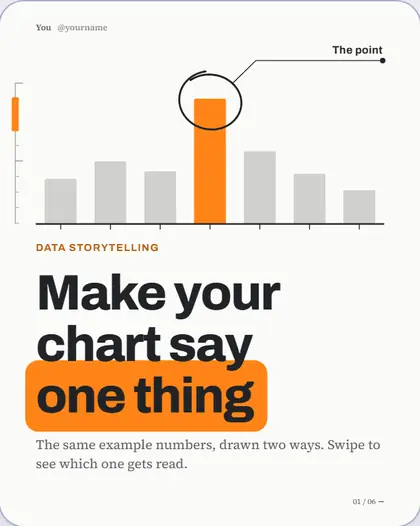 You @yourname
The point
DATA STORYTELLING
Make your
chart say
one thing
The same example numbers, drawn two ways. Swipe to
see which one gets read.
01 / 06